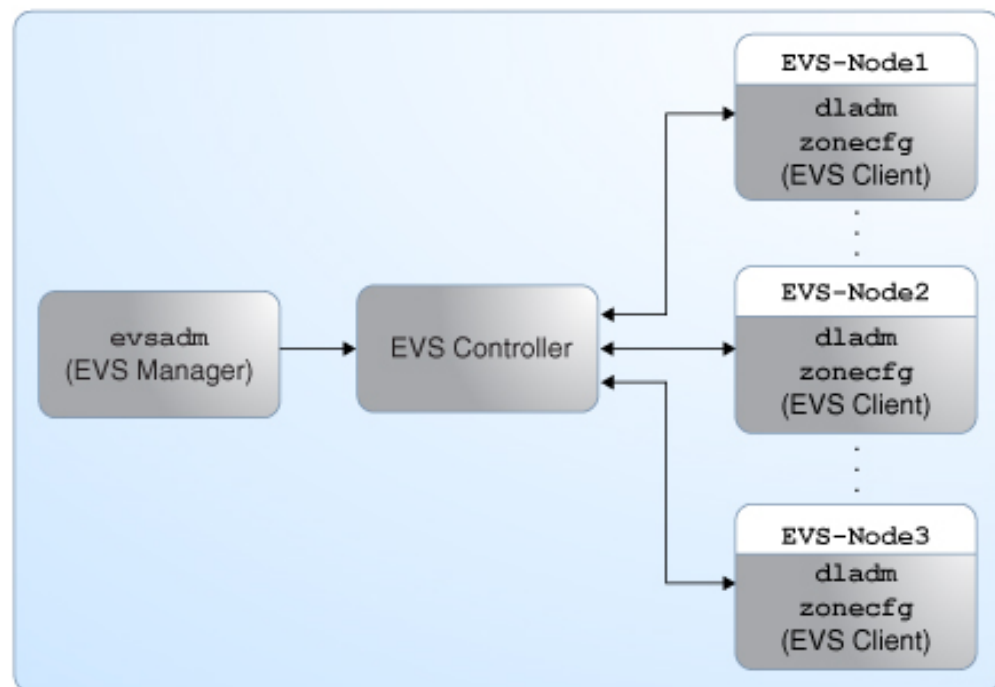 evsadm
(EVS Manager)
EVS Controller
EVS-Node1
dladm
zonecfg
(EVS Client)
EVS-Node2
dladm
zonecfg
(EVS Client)
EVS-Node3
dladm
zonecfg
(EVS Client)